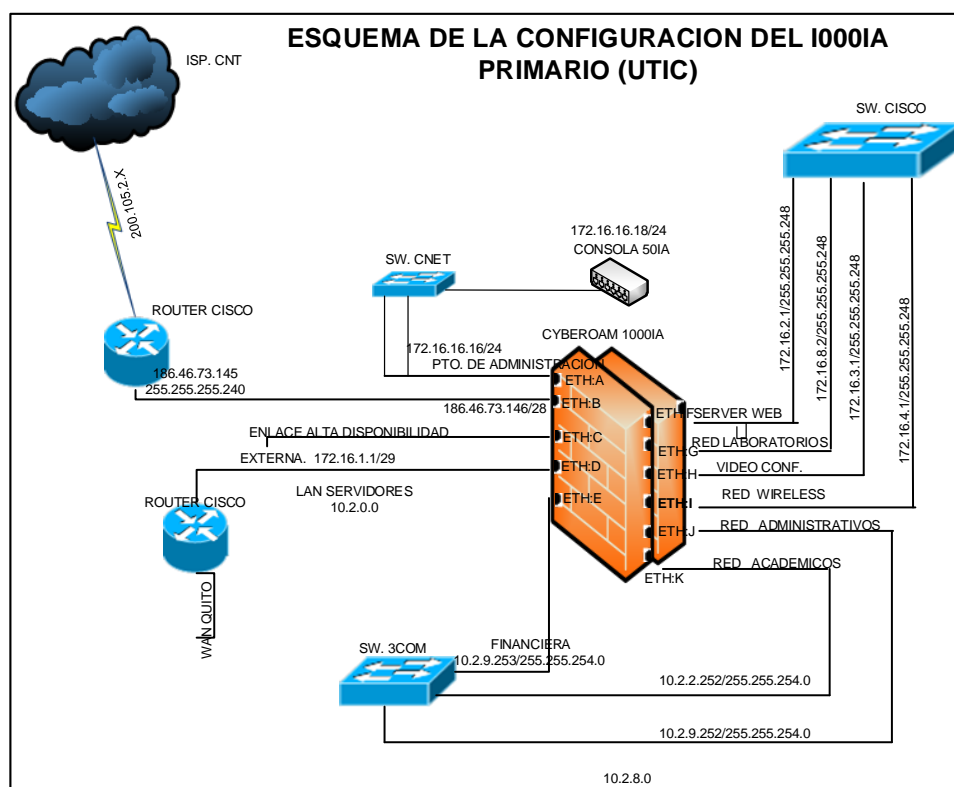 ESQUEMA DE LA CONFIGURACION DEL I000IA
PRIMARIO (UTIC)
ISP. CNT
SW. CISCO
200.105.2.X
172.16.16.18/24
CONSOLA 50IA
SW. CNET
ROUTER CISCO
CYBEROAM 1000IA
172.16.16.16/24
PTO. DE ADMINISTRACION
186.46.73.145
255.255.255.240
186.46.73.146/28
172.16.2.1/255.255.255.248
172.16.8.2/255.255.255.248
172.16.3.1/255.255.255.248
172.16.4.1/255.255.255.248
ETH:A
ETH:B
ETH:C
ETH:D
ETH:E
ETH:F SERVER WEB
ENLACE ALTA DISPONIBILIDAD
RED LABORATORIOS
ETH:G
EXTERNA. 172.16.1.1/29
VIDEO CONF.
ETH:H
LAN SERVIDORES
10.2.0.0
RED WIRELESS
ETH:I
ROUTER CISCO
RED ADMINISTRATIVOS
ETH:J
RED ACADEMICOS
ETH:K
WAN QUITO
SW. 3COM
FINANCIERA
10.2.9.253/255.255.254.0
10.2.2.252/255.255.254.0
10.2.9.252/255.255.254.0
10.2.8.0